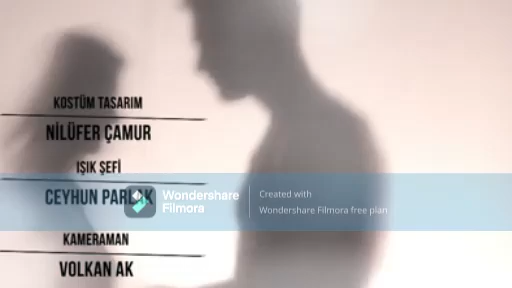 KOSTÜM TASARIM
NİLÜFER ÇAMUR
IŞIK ŞEFİ
CEYHUN PARLAK
Wondershare
Filmora
Created with
Wondershare Filmora free plan
KAMERAMAN
VOLKAN AK